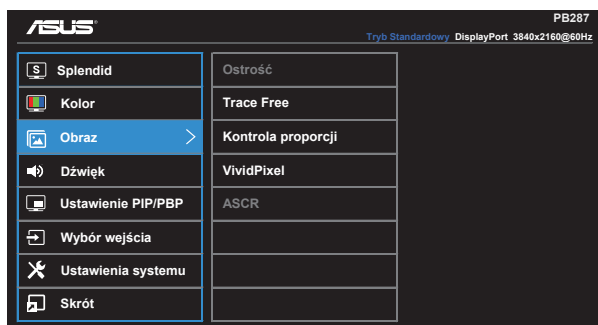 ASUS
PB287
Tryb Standardowy DisplayPort 3840x2160@60Hz
S Splendid
Ostrość
Kolor
Trace Free
Obraz
Kontrola proporcji
Dźwięk
VividPixel
Ustawienie PIP/PBP
ASCR
Wybór wejścia
Ustawienia systemu
Skrót